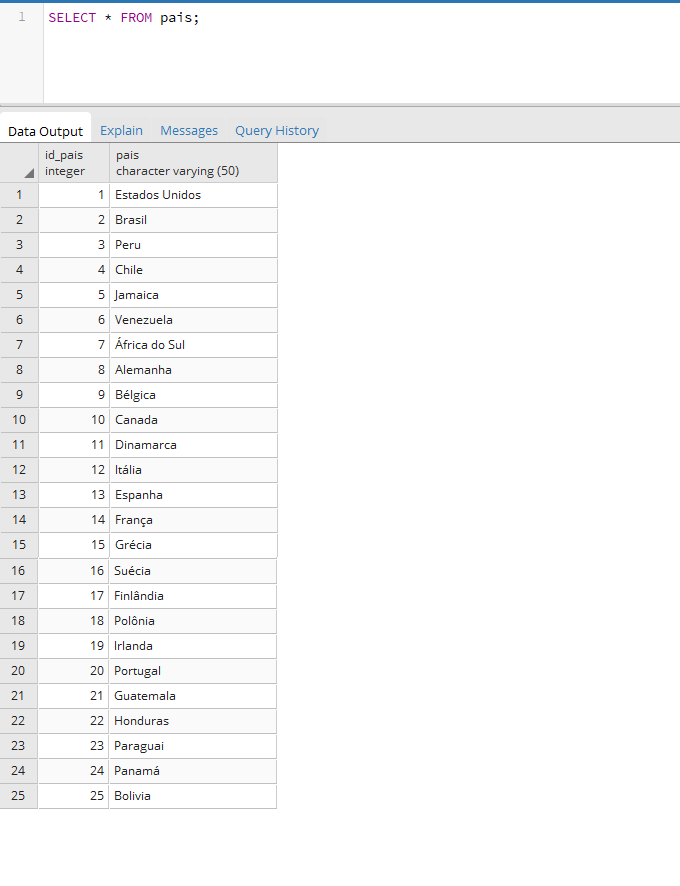 1 SELECT * FROM pais;
Data Output Explain Messages Query History
id_pais pais
integer character varying (50)
1 1 Estados Unidos
2 2 Brasil
3 3 Peru
4 4 Chile
5 5 Jamaica
6 6 Venezuela
7 7 África do Sul
8 8 Alemanha
9 9 Bélgica
10 10 Canada
11 11 Dinamarca
12 12 Itália
13 13 Espanha
14 14 França
15 15 Grécia
16 16 Suécia
17 17 Finlândia
18 18 Polônia
19 19 Irlanda
20 20 Portugal
21 21 Guatemala
22 22 Honduras
23 23 Paraguai
24 24 Panamá
25 25 Bolivia